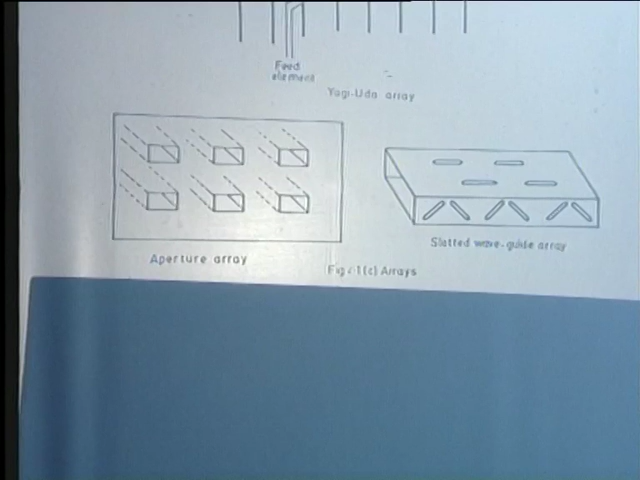 Feed
element
Yagi-Uda array
Aperture array
Slotted wave-guide array
Fig. 1(c) Arrays